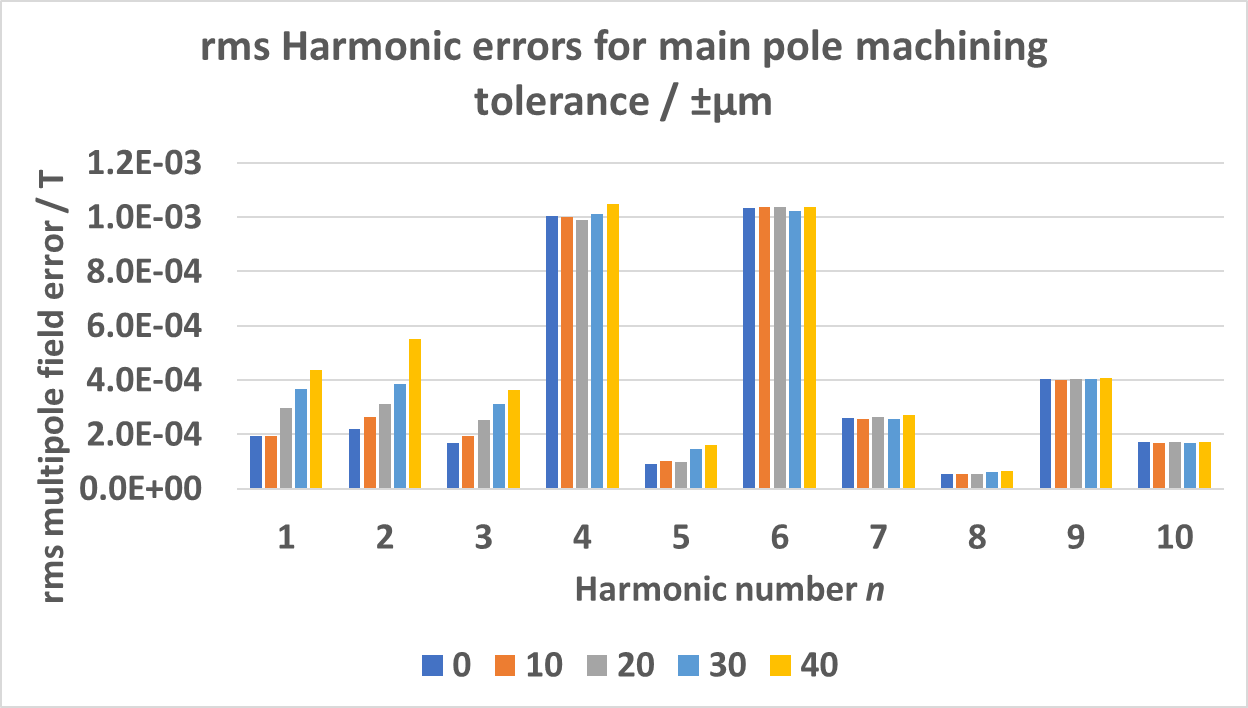 rms Harmonic errors for main pole machining
tolerance / ±µm
rms multipole field error / T
1.2E-03
1.0E-03
8.0E-04
6.0E-04
4.0E-04
2.0E-04
0.0E+00
1 2 3 4 5 6 7 8 9 10
Harmonic number n
0 10 20 30 40